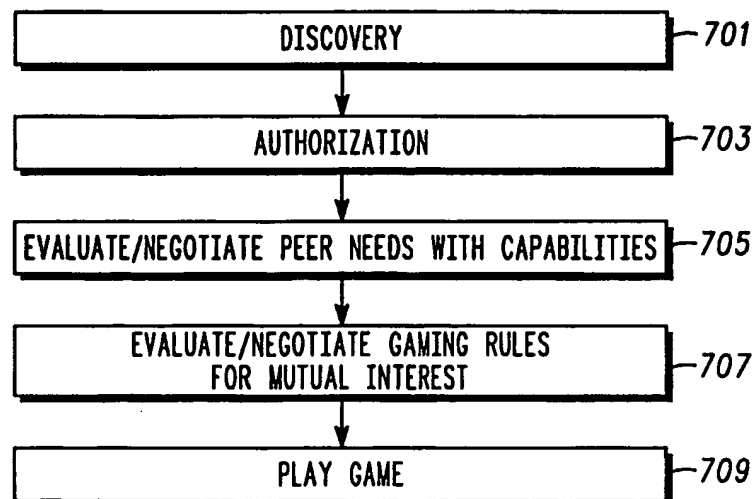 DISCOVERY 701
AUTHORIZATION 703
EVALUATE/NEGOTIATE PEER NEEDS WITH CAPABILITIES 705
EVALUATE/NEGOTIATE GAMING RULES
FOR MUTUAL INTEREST 707
PLAY GAME 709